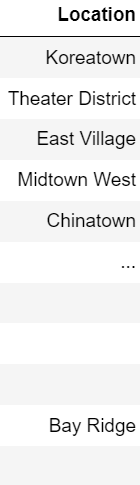 Location
Koreatown
Theater District
East Village
Midtown West
Chinatown
...
Bay Ridge